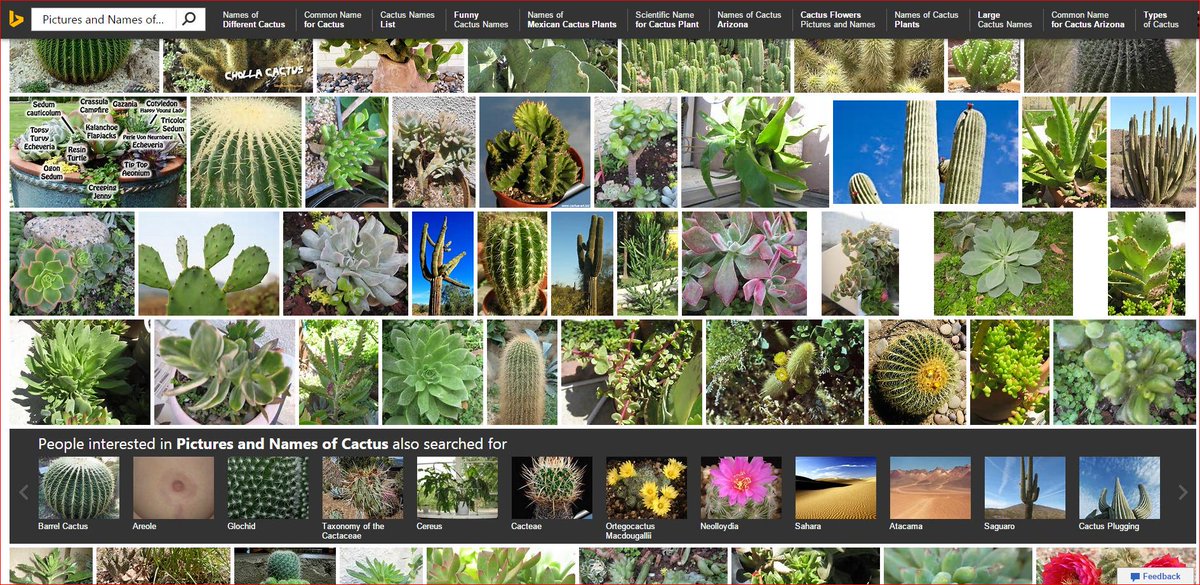 Pictures and Names of...
Names of
Different Cactus
Common Name
for Cactus
Cactus Names
List
Funny
Cactus Names
Names of
Mexican Cactus Plants
Scientific Name
for Cactus Plant
Names of Cactus
Arizona
Cactus Flowers
Pictures and Names
Names of Cactus
Plants
Large
Cactus Names
Common Name
for Cactus Arizona
Types
of Cactus
CHOLLA CACTUS
Sedum
cauticolum
Crassula
Campfire
Gazania
Cotyledon
Happy Young Lady
Tricolor
Sedum
Topsy
Turvy
Echeveria
Kalanchoe
Flapjacks
Perle Von Nurnberg
Echeveria
Resin
Turtle
Tip Top
Aeonium
Ogon
Sedum
Creeping
Jenny
People interested in Pictures and Names of Cactus also searched for
Barrel Cactus
Areole
Glochid
Taxonomy of the
Cactaceae
Cereus
Cacteae
Ortegocactus
Macdougallii
Neolloydia
Sahara
Atacama
Saguaro
Cactus Plugging
Feedback